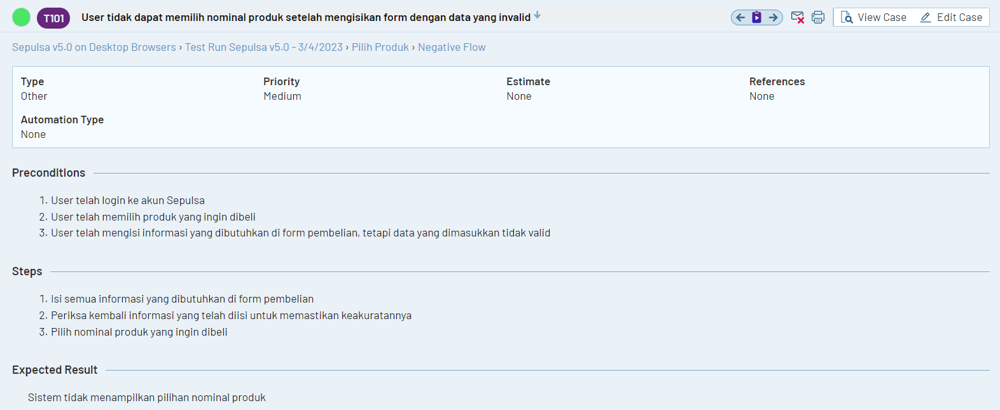 T101 User tidak dapat memilih nominal produk setelah mengisikan form dengan data yang invalid View Case Edit Case
Sepulsa v5.0 on Desktop Browsers › Test Run Sepulsa v5.0 - 3/4/2023 › Pilih Produk › Negative Flow
Type Priority Estimate References
Other Medium None None
Automation Type
None
Preconditions
1. User telah login ke akun Sepulsa
2. User telah memilih produk yang ingin dibeli
3. User telah mengisi informasi yang dibutuhkan di form pembelian, tetapi data yang dimasukkan tidak valid
Steps
1. Isi semua informasi yang dibutuhkan di form pembelian
2. Periksa kembali informasi yang telah diisi untuk memastikan keakuratannya
3. Pilih nominal produk yang ingin dibeli
Expected Result
Sistem tidak menampilkan pilihan nominal produk